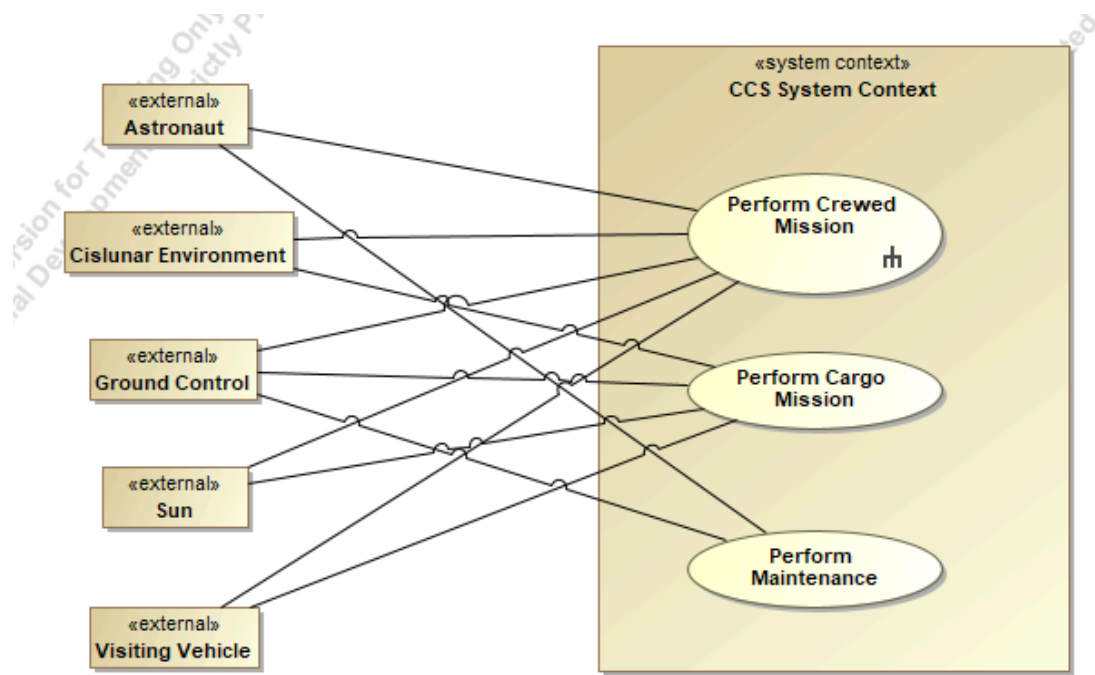 «system context»
CCS System Context
«external»
Astronaut
Perform Crewed
Mission
«external»
Cislunar Environment
«external»
Ground Control
Perform Cargo
Mission
«external»
Sun
Perform
Maintenance
«external»
Visiting Vehicle